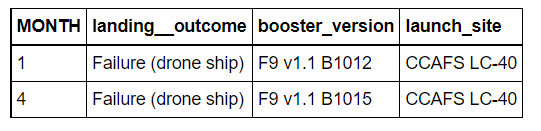 MONTH landing__outcome booster_version launch_site
1 Failure (drone ship) F9 v1.1 B1012 CCAFS LC-40
4 Failure (drone ship) F9 v1.1 B1015 CCAFS LC-40